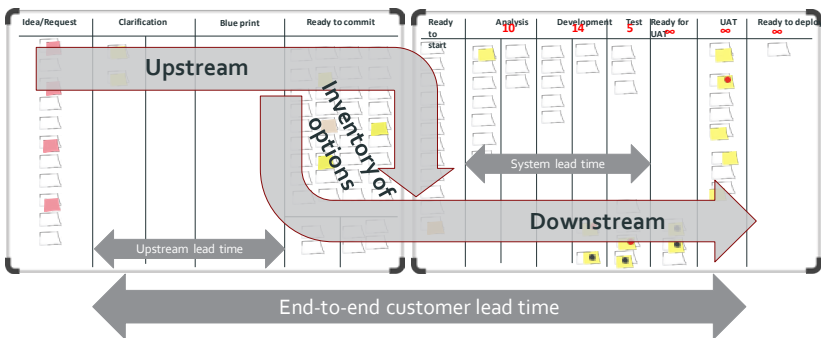 Idea/Request Clarification Blue print Ready to commit
Ready to start Analysis Development Test Ready for UAT UAT Ready to deplo
10 14 5 ∞ ∞ ∞
Upstream
Inventory of
options
System lead time
Downstream
Upstream lead time
End-to-end customer lead time